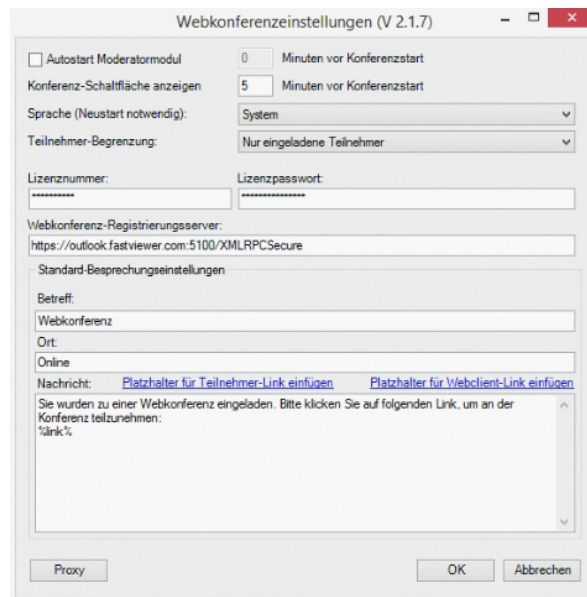 Webkonferenzeinstellungen (V 2.1.7)
Autostart Moderatormodul 0 Minuten vor Konferenzstart
Konferenz-Schaltfläche anzeigen 5 Minuten vor Konferenzstart
Sprache (Neustart notwendig): System
Teilnehmer-Begrenzung: Nur eingeladene Teilnehmer
Lizenznummer: Lizenzpasswort:
********** ***************
Webkonferenz-Registrierungsserver:
https://outlook.fastviewer.com:5100/XMLRPCSecure
Standard-Besprechungseinstellungen
Betreff:
Webkonferenz
Ort:
Online
Nachricht: Platzhalter für Teilnehmer-Link einfügen Platzhalter für Webclient-Link einfügen
Sie wurden zu einer Webkonferenz eingeladen. Bitte klicken Sie auf folgenden Link, um an der
Konferenz teilzunehmen:
%link%
Proxy OK Abbrechen